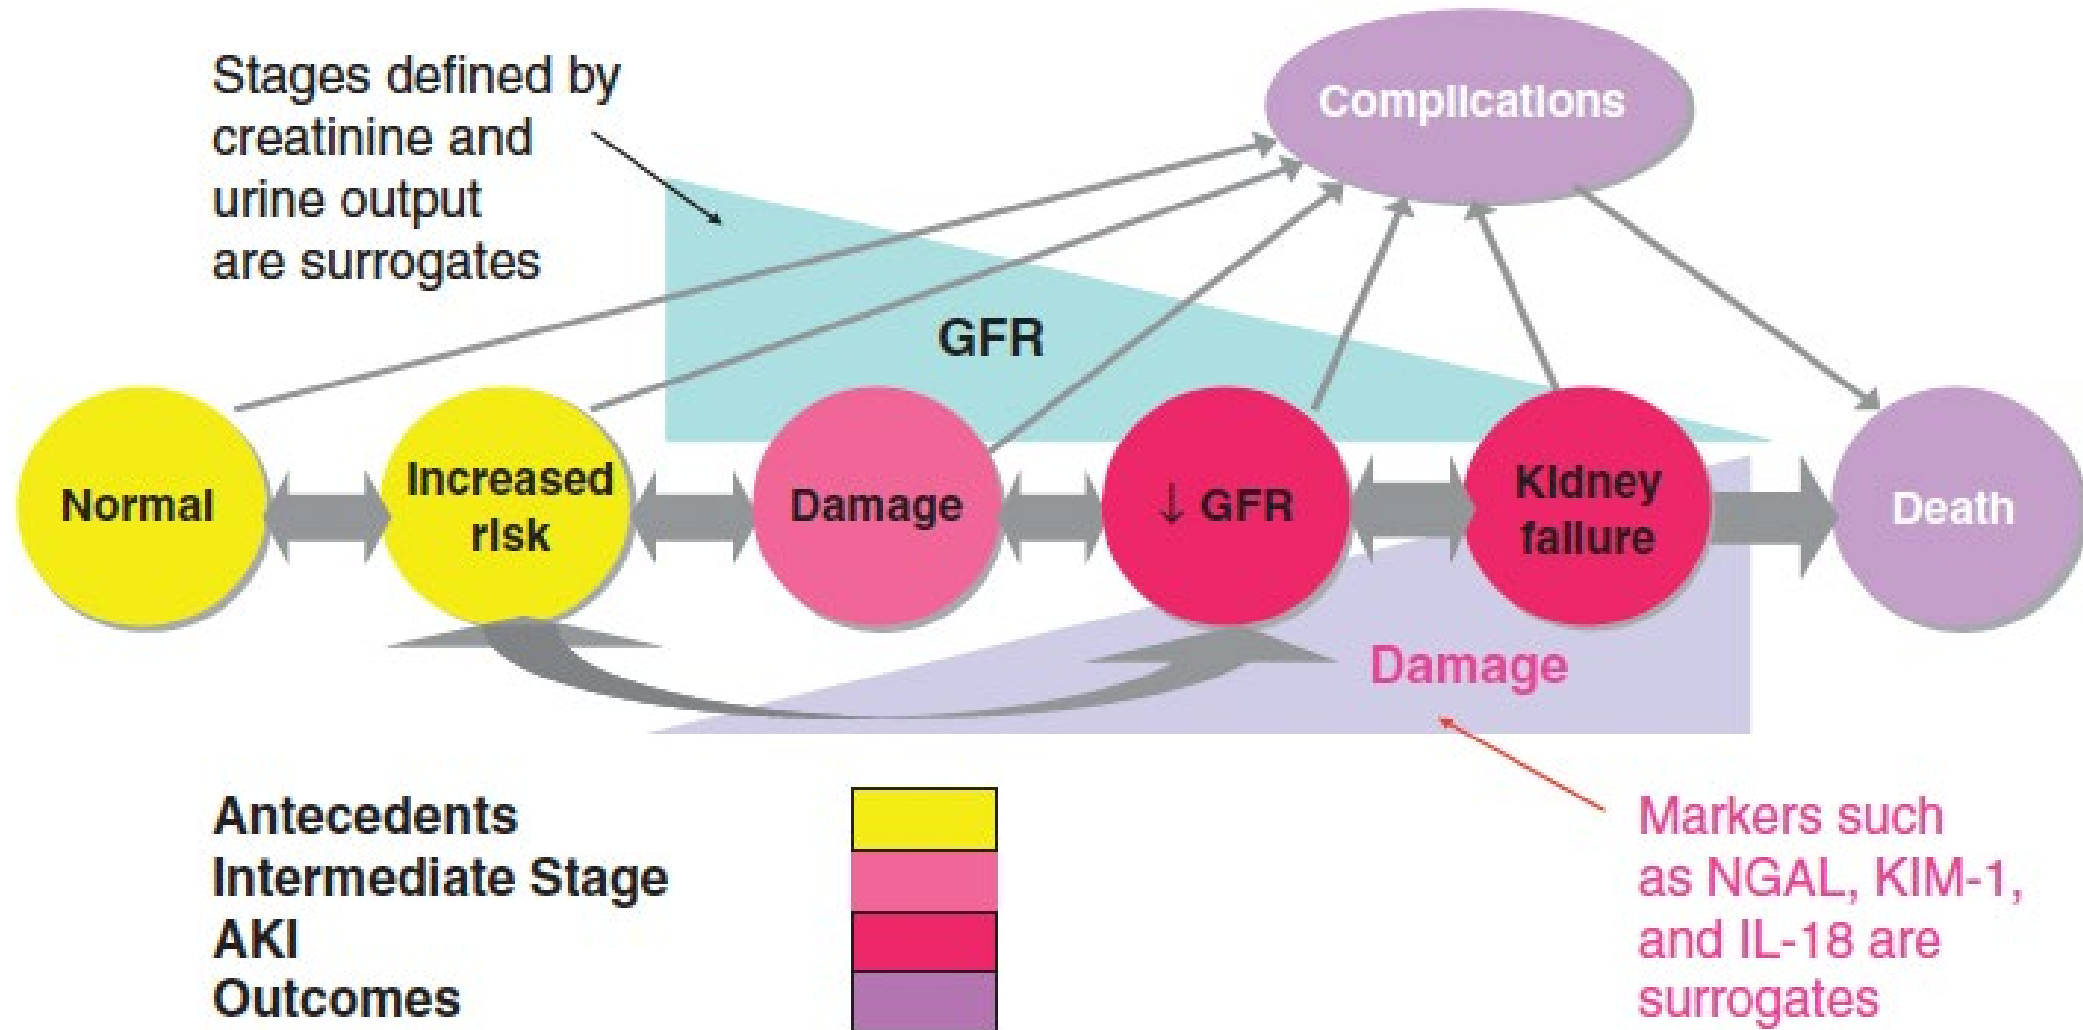 Stages defined by
creatinine and
urine output
are surrogates
Complications
GFR
Normal
Increased
risk
Damage
↓ GFR
Kidney
failure
Death
Damage
Antecedents
Intermediate Stage
AKI
Outcomes
Markers such
as NGAL, KIM-1,
and IL-18 are
surrogates